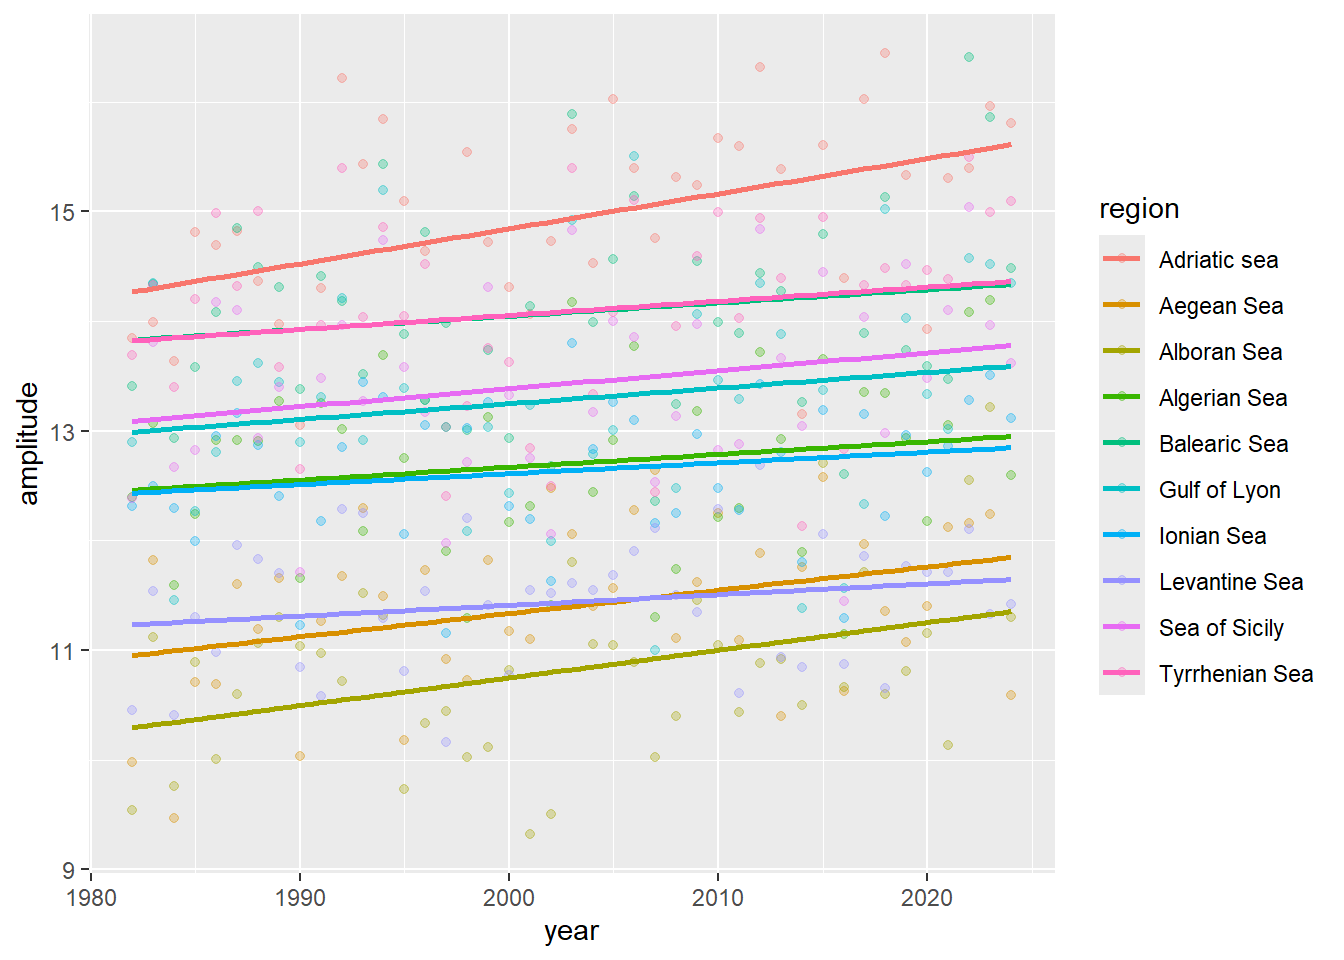 amplitude
15
13
11
9
1980
1990
2000
2010
2020
year
region
Adriatic sea
Aegean Sea
Alboran Sea
Algerian Sea
Balearic Sea
Gulf of Lyon
Ionian Sea
Levantine Sea
Sea of Sicily
Tyrrhenian Sea